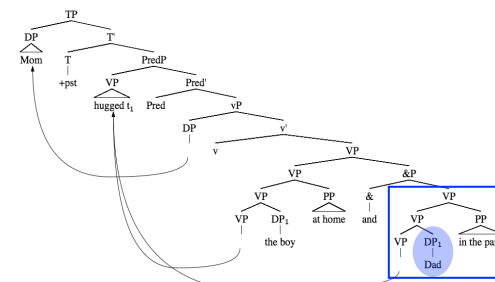 TP
DP T'
Mom T PredP
+pst VP Pred'
hugged t₁ Pred vP
DP v'
v VP
VP &P
VP PP & VP
VP DP₁ at home and VP PP
the boy VP DP₁ in the
Dad